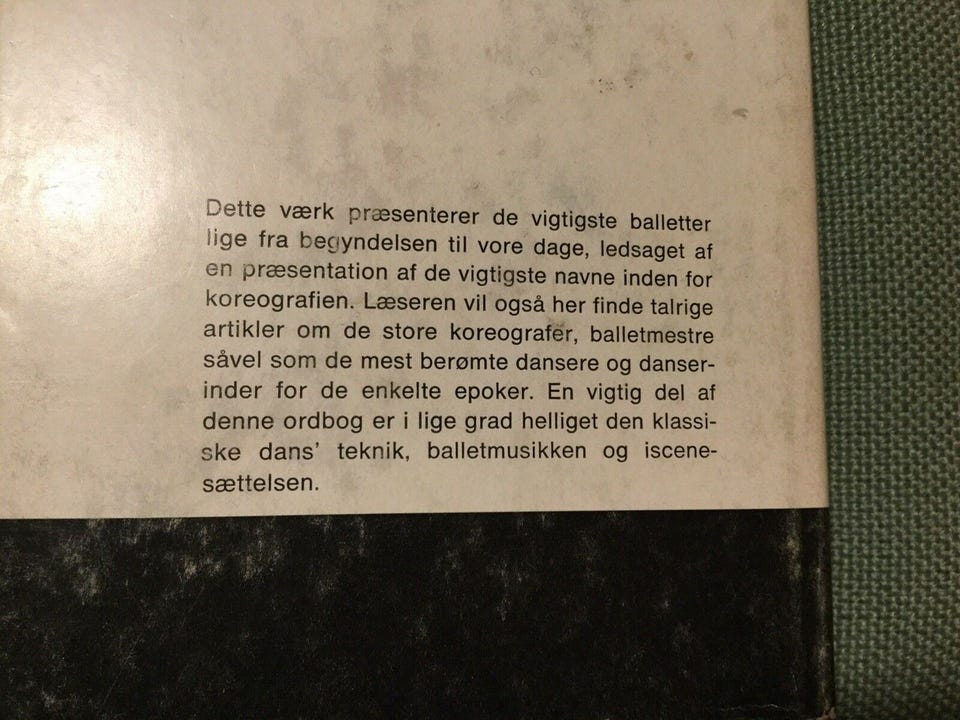 Dette værk præsenterer de vigtigste balletter
lige fra begyndelsen til vore dage, ledsaget af
en præsentation af de vigtigste navne inden for
koreografien. Læseren vil også her finde talrige
artikler om de store koreografer, balletmestre
såvel som de mest berømte dansere og danser-
inder for de enkelte epoker. En vigtig del af
denne ordbog er i lige grad helliget den klassi-
ske dans’ teknik, balletmusikken og iscene-
sættelsen.